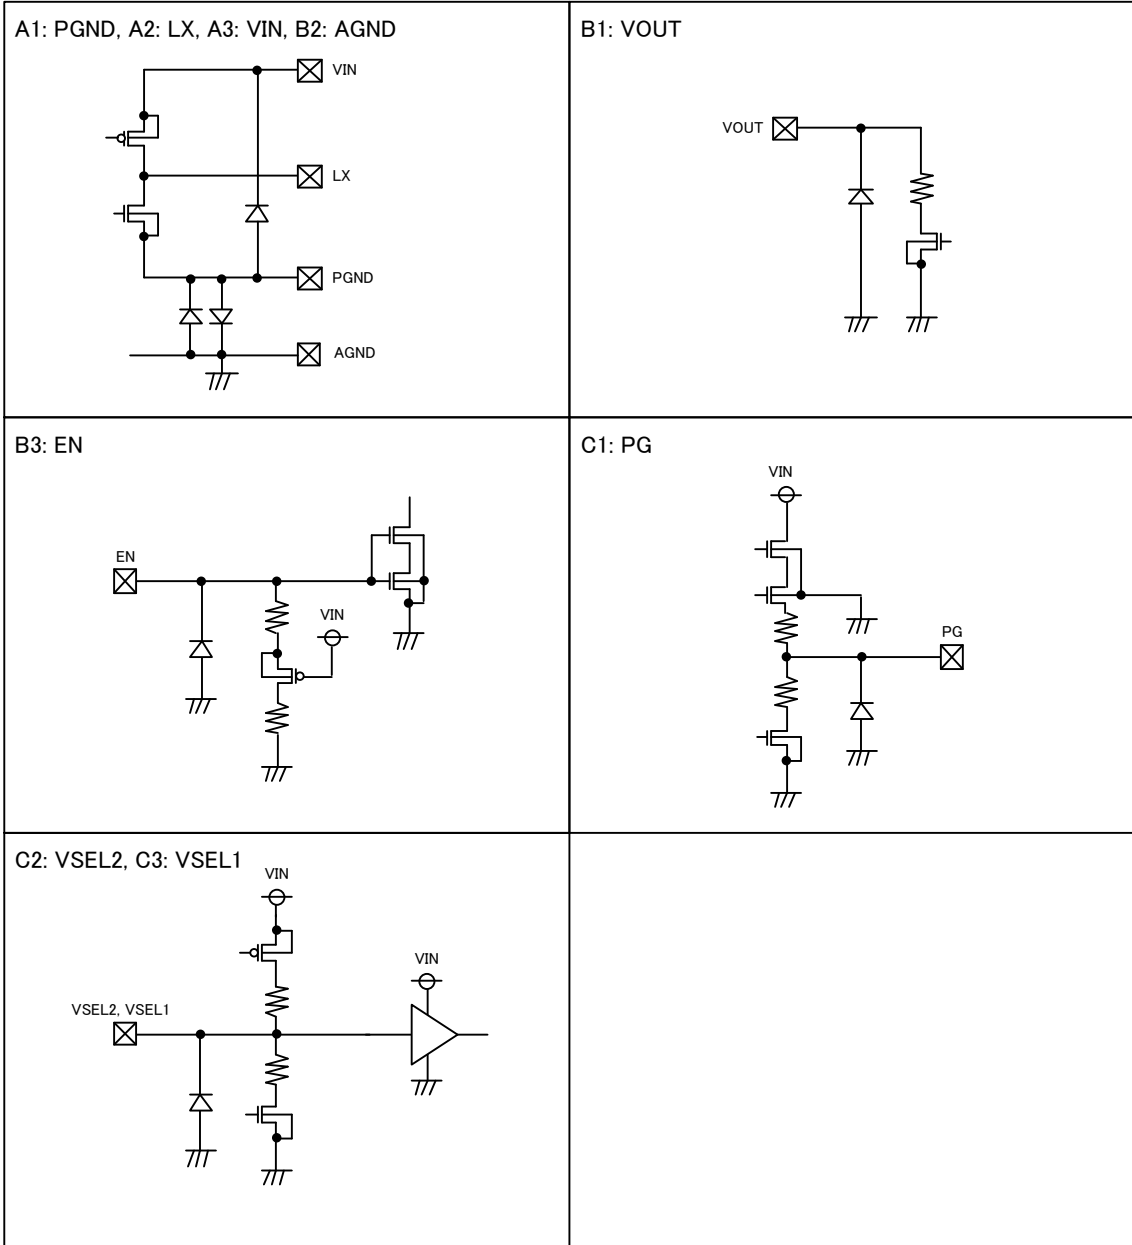 A1: PGND, A2: LX, A3: VIN, B2: AGND
VIN
LX
PGND
AGND
B1: VOUT
VOUT
B3: EN
EN
VIN
C1: PG
VIN
PG
C2: VSEL2, C3: VSEL1
VIN
VIN
VSEL2, VSEL1